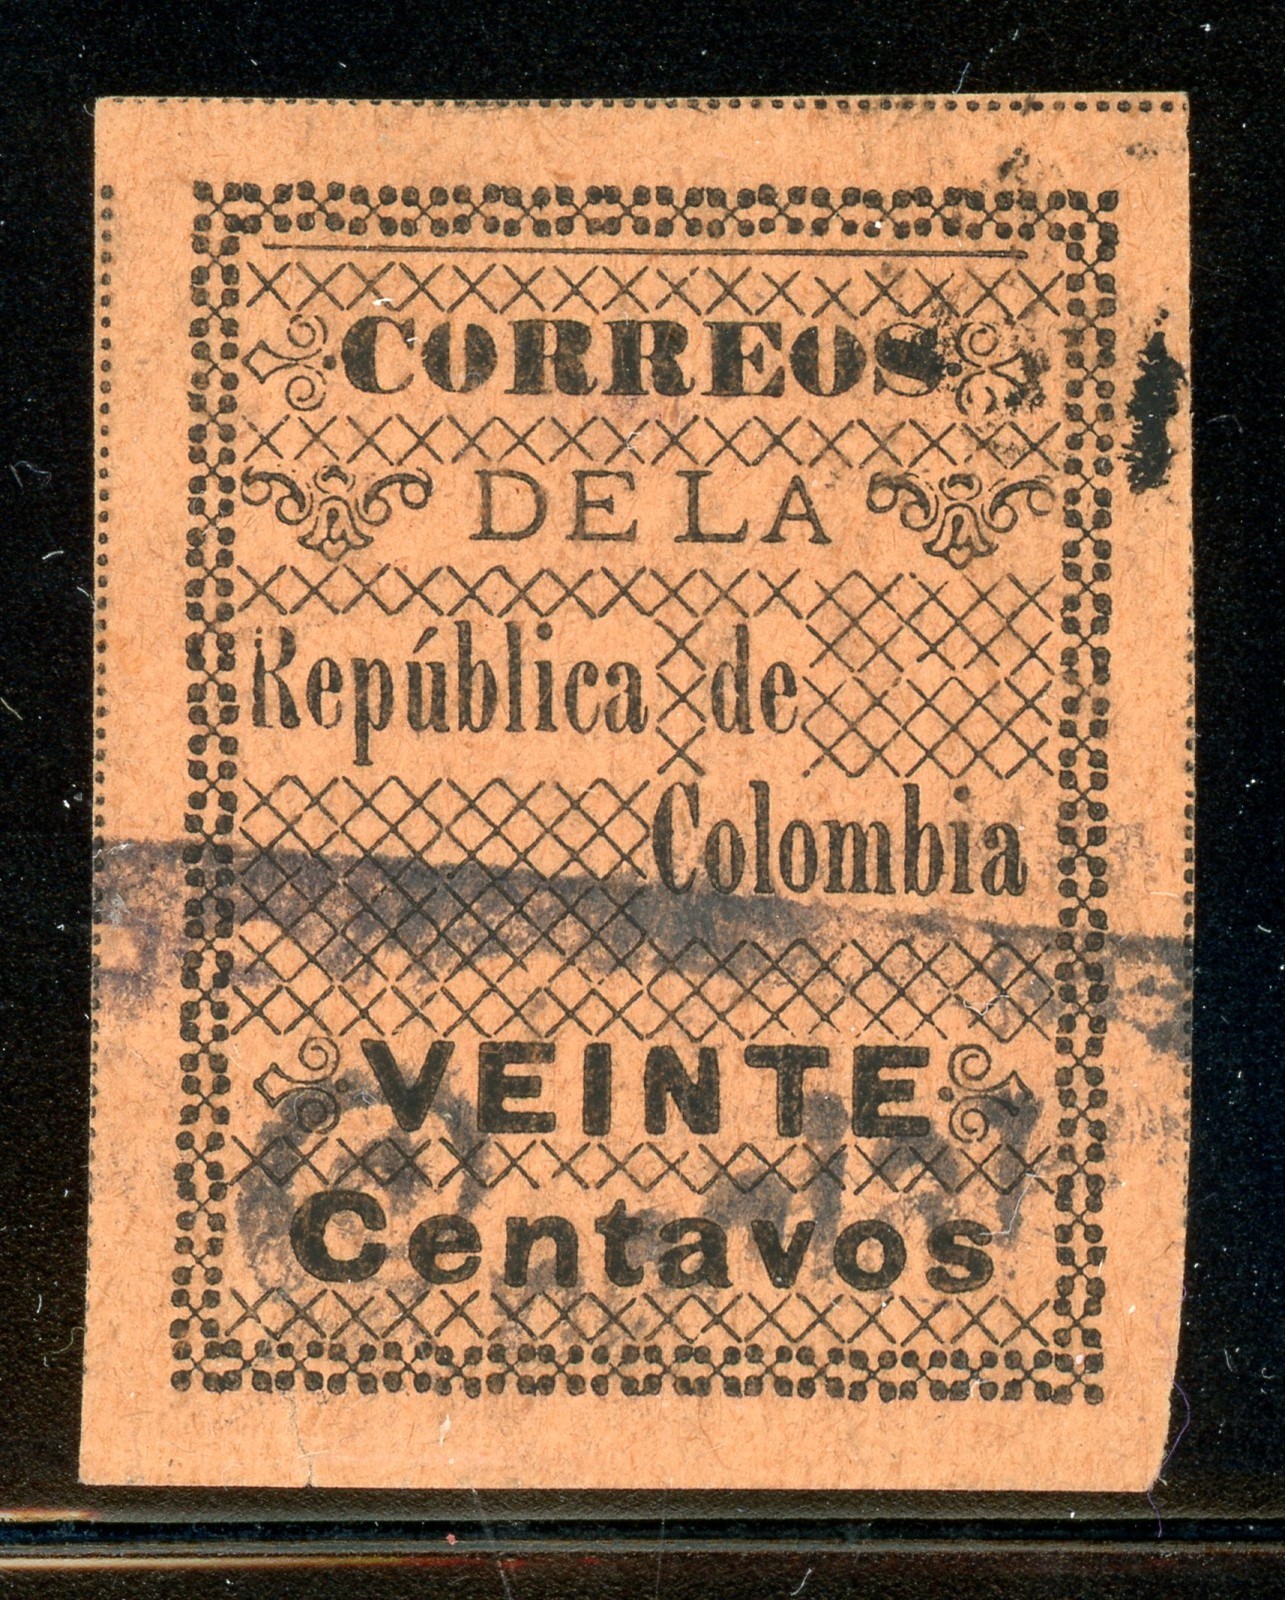 CORREOS
DE LA
República de
Colombia
VEINTE
Centavos